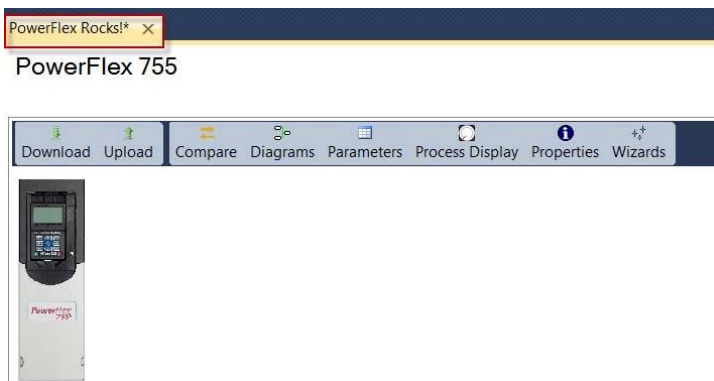 PowerFlex Rocks!*
PowerFlex 755
Download Upload Compare Diagrams Parameters Process Display Properties Wizards
PowerFlex
755